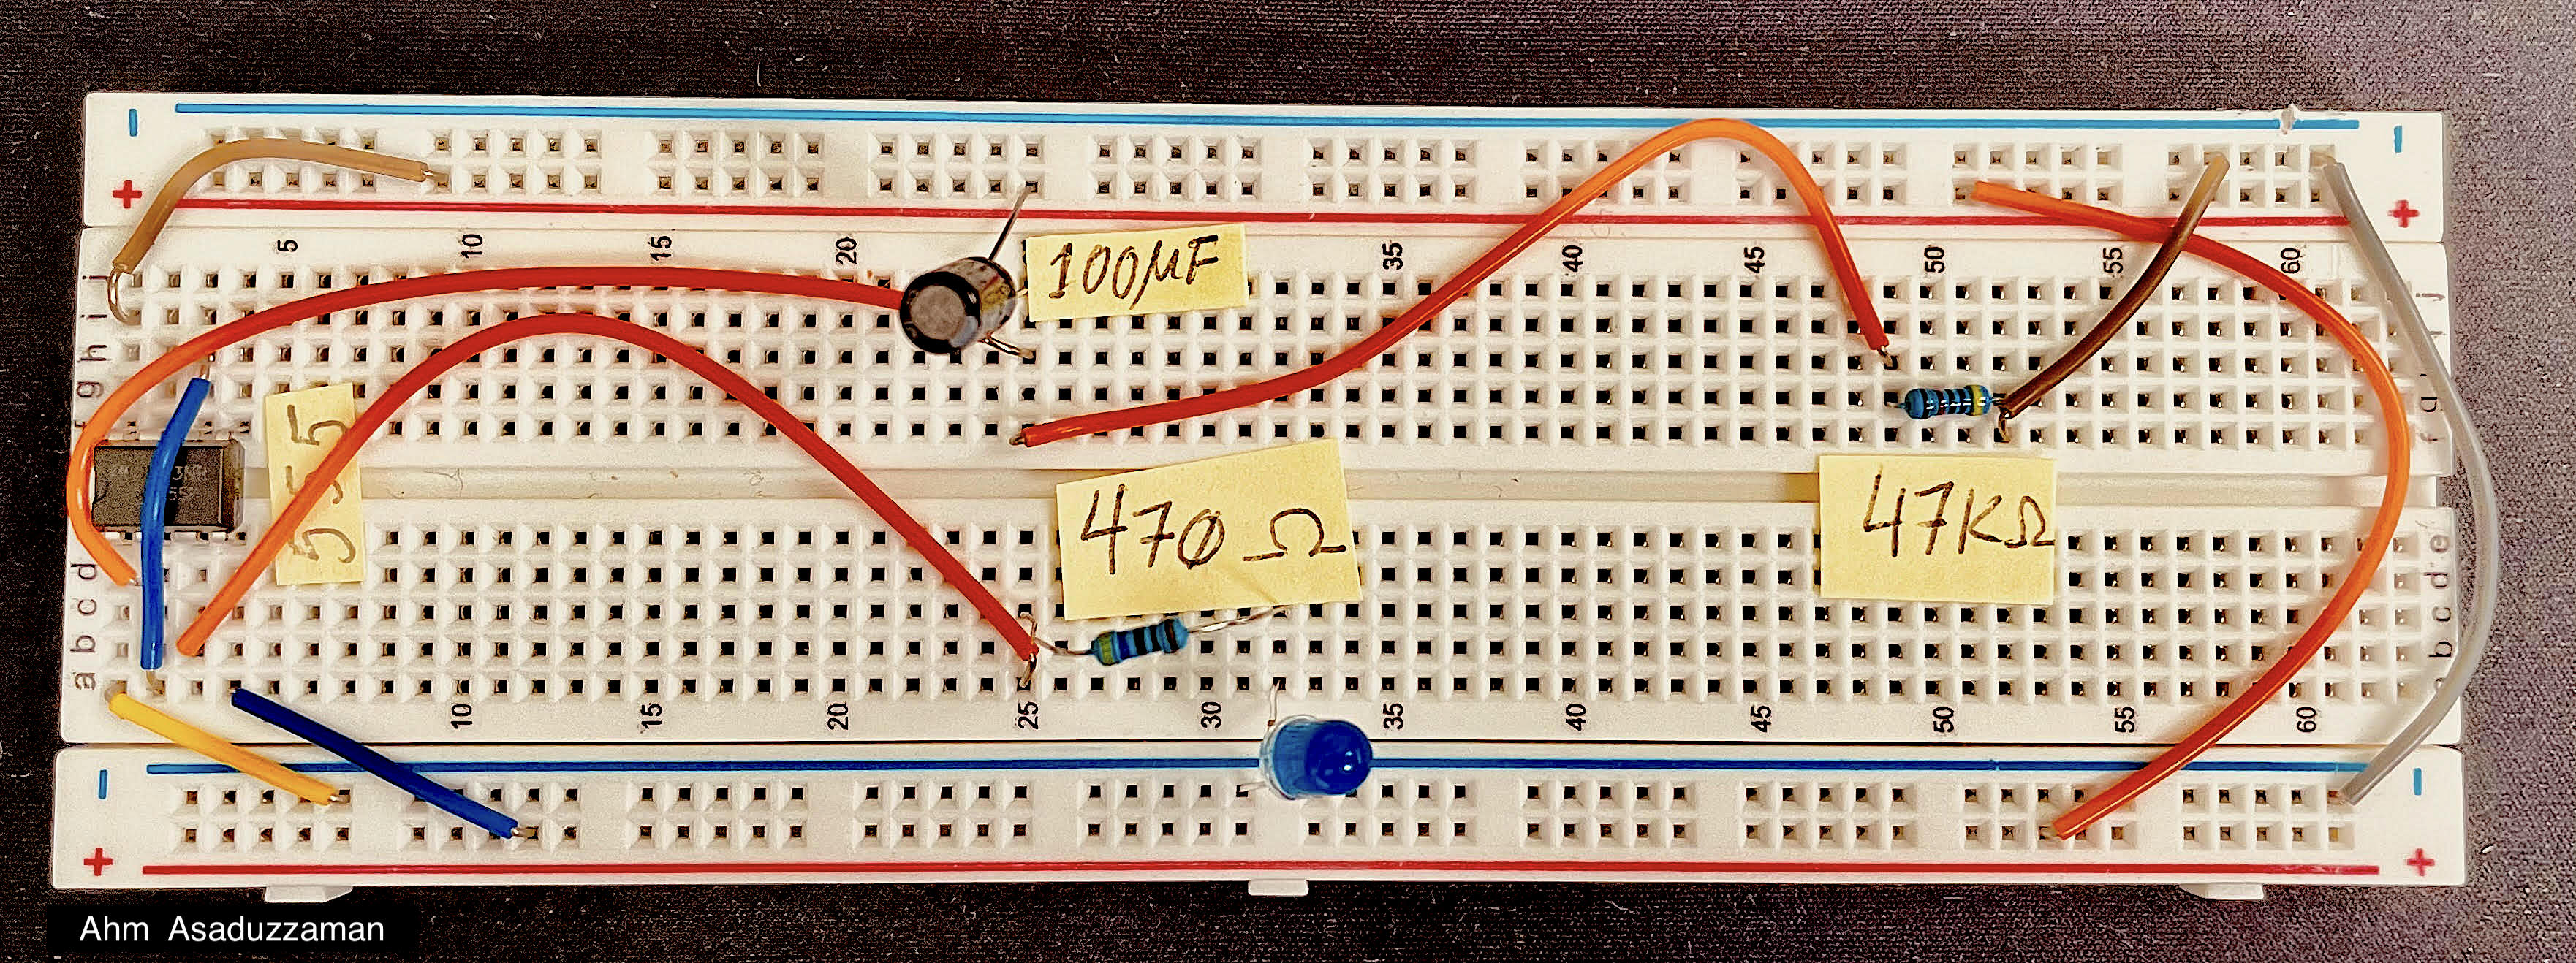 − −
+ +
5 10 15 20 35 40 45 50 55 60
j j
i
h
g g
f f
100µF
555
470 Ω
47KΩ
e
d d
c c
b b
a
10 15 20 25 30 35 40 45 50 55 60
− −
+ +
Ahm Asaduzzaman